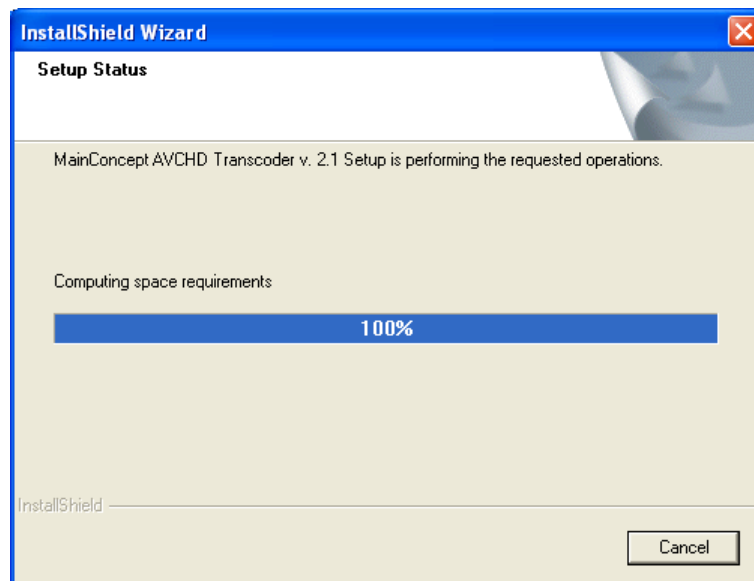 InstallShield Wizard
Setup Status
MainConcept AVCHD Transcoder v. 2.1 Setup is performing the requested operations.
Computing space requirements
100%
InstallShield
Cancel